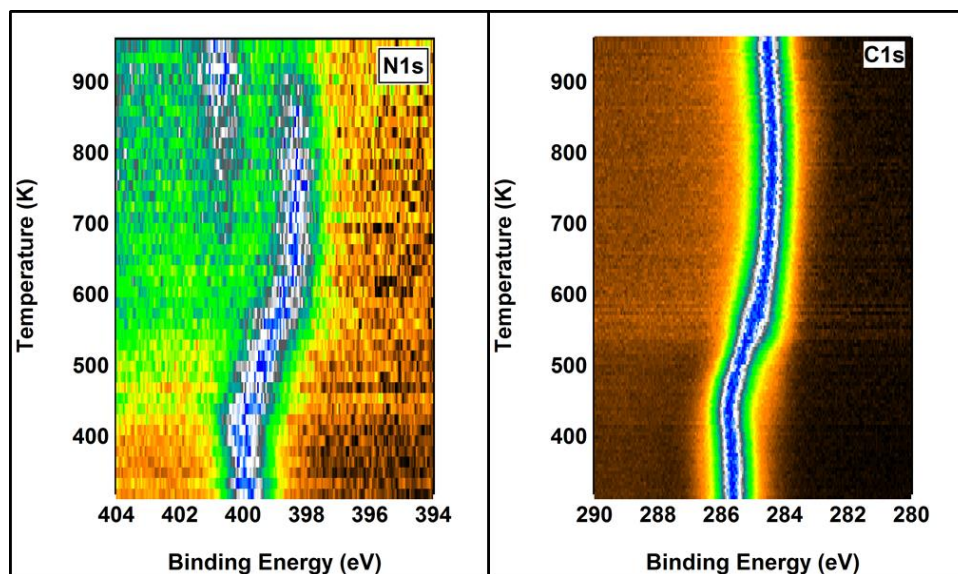 N1s
Temperature (K)
900
800
700
600
500
400
404 402 400 398 396 394
Binding Energy (eV)
C1s
Temperature (K)
900
800
700
600
500
400
290 288 286 284 282 280
Binding Energy (eV)